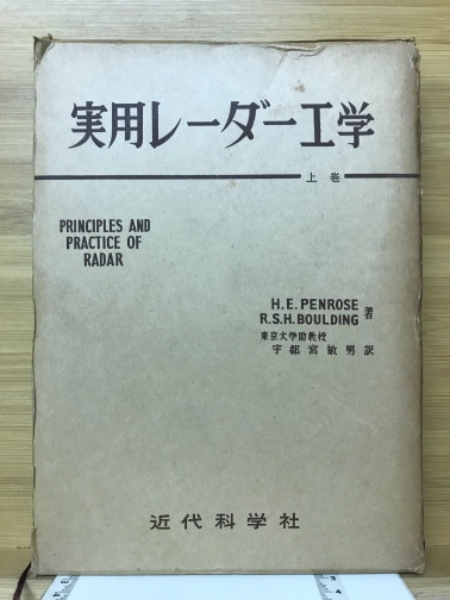 実用レーダー工学
上巻
PRINCIPLES AND
PRACTICE OF
RADAR
H.E. PENROSE
R.S.H. BOULDING 著
東京大学助教授
宇都宮敏男 訳
近代科学社